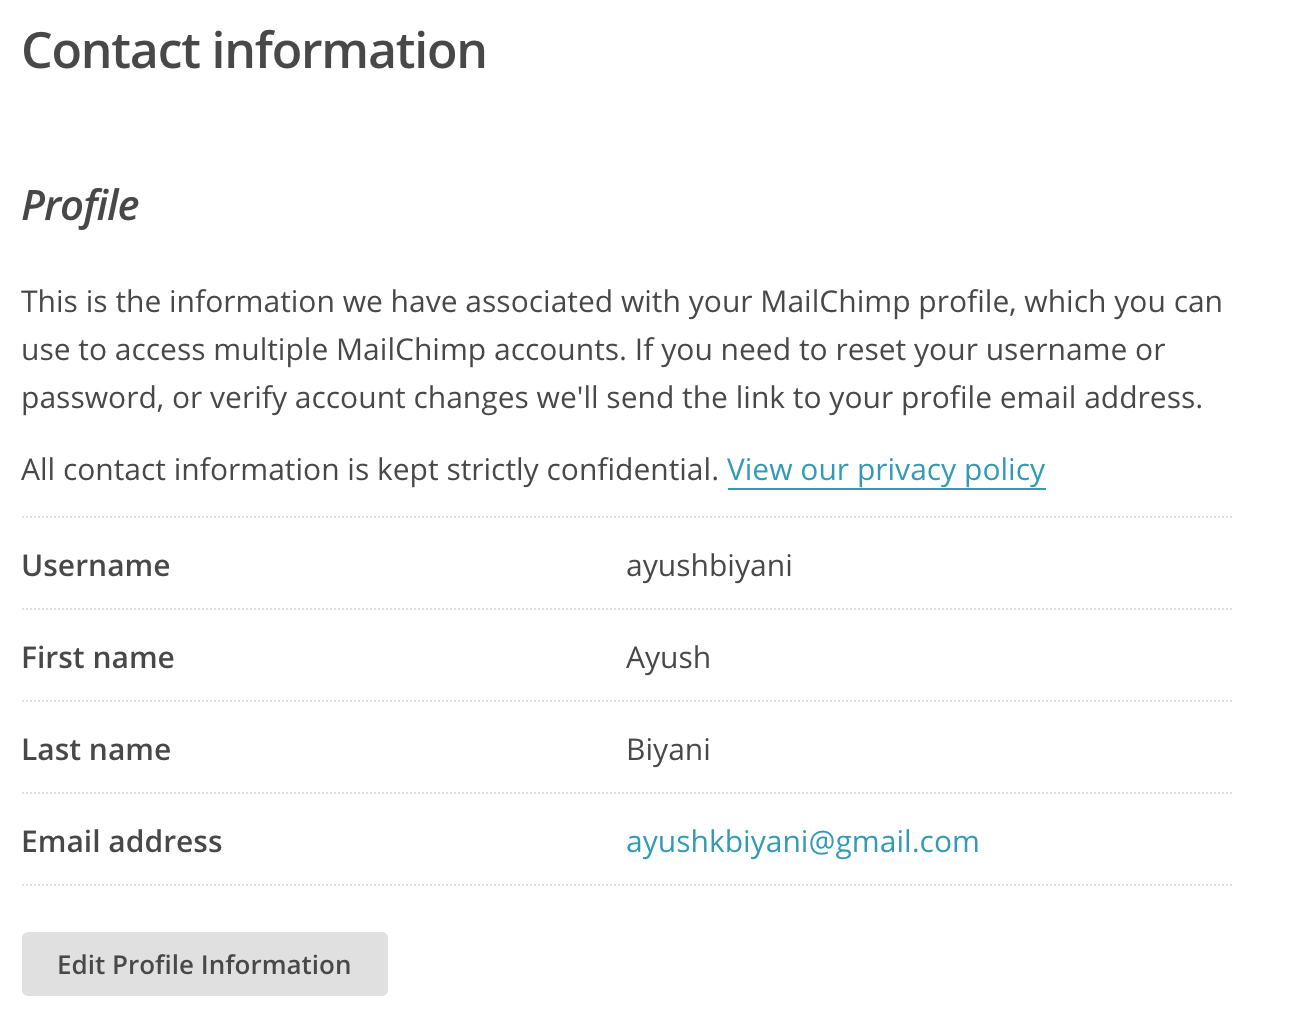 Contact information
Profile
This is the information we have associated with your MailChimp profile, which you can
use to access multiple MailChimp accounts. If you need to reset your username or
password, or verify account changes we'll send the link to your profile email address.
All contact information is kept strictly confidential. View our privacy policy
Username ayushbiyani
First name Ayush
Last name Biyani
Email address ayushkbiyani@gmail.com
Edit Profile Information